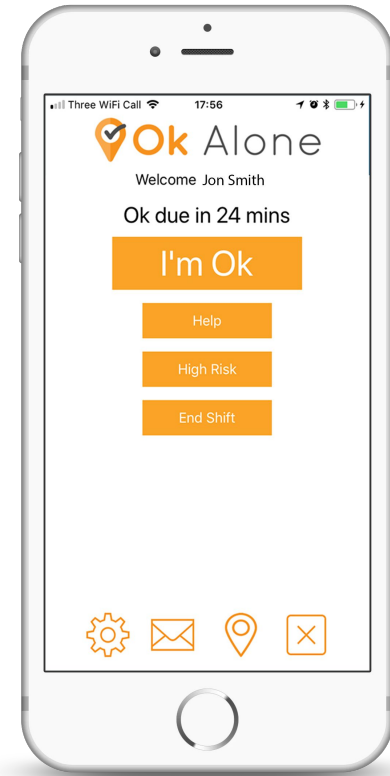 Three WiFi Call 17:56
Ok Alone
Welcome Jon Smith
Ok due in 24 mins
I'm Ok
Help
High Risk
End Shift